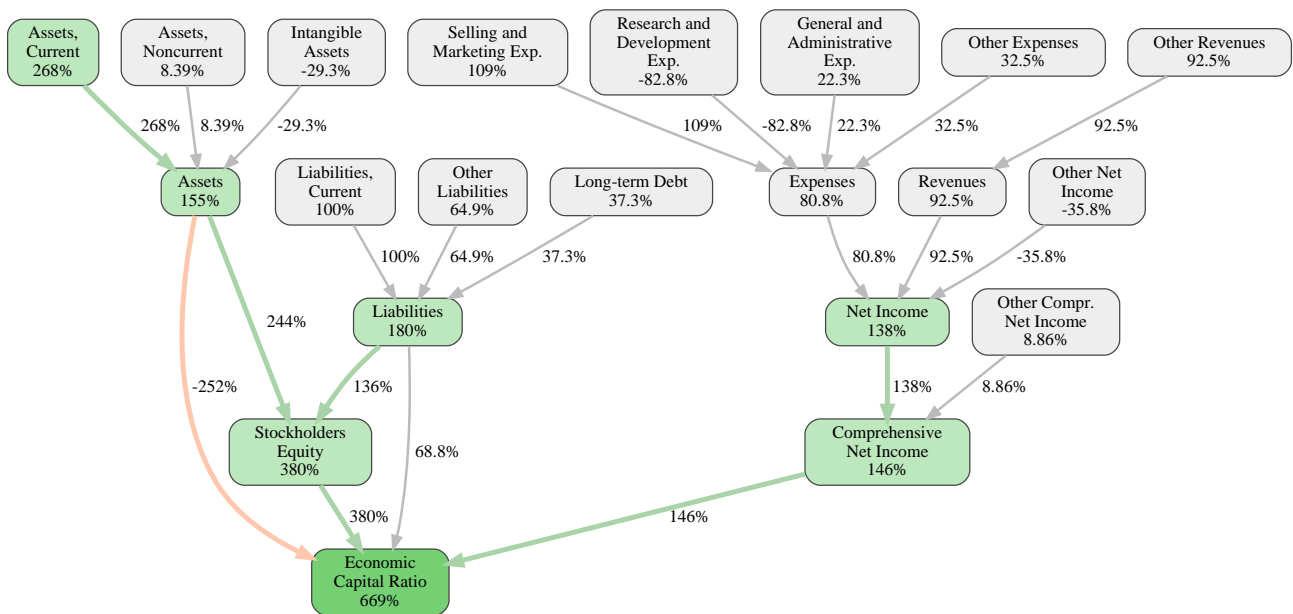 Assets,
Current
268%
Assets,
Noncurrent
8.39%
Intangible
Assets
-29.3%
Selling and
Marketing Exp.
109%
Research and
Development
Exp.
-82.8%
General and
Administrative
Exp.
22.3%
Other Expenses
32.5%
Other Revenues
92.5%
268%
8.39%
-29.3%
109%
-82.8%
22.3%
32.5%
92.5%
Assets
155%
Liabilities,
Current
100%
Other
Liabilities
64.9%
Long-term Debt
37.3%
Expenses
80.8%
Revenues
92.5%
Other Net
Income
-35.8%
100%
64.9%
37.3%
80.8%
92.5%
-35.8%
244%
Liabilities
180%
Net Income
138%
Other Compr.
Net Income
8.86%
-252%
136%
138%
8.86%
Stockholders
Equity
380%
68.8%
Comprehensive
Net Income
146%
380%
146%
Economic
Capital Ratio
669%